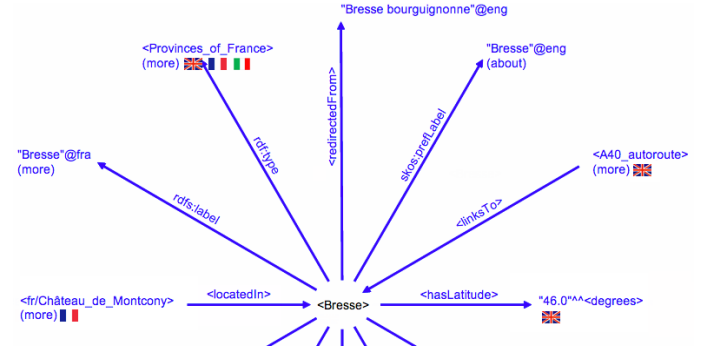 "Bresse bourguignonne"@eng
<Provinces_of_France>
(more)
"Bresse"@eng
(about)
<redirectedFrom>
rdf:type
skos:prefLabel
"Bresse"@fra
(more)
<A40_autoroute>
(more)
rdfs:label
<linksTo>
<fr/Château_de_Montcony>
(more)
<locatedIn>
<Bresse>
<hasLatitude>
"46.0"^^<degrees>